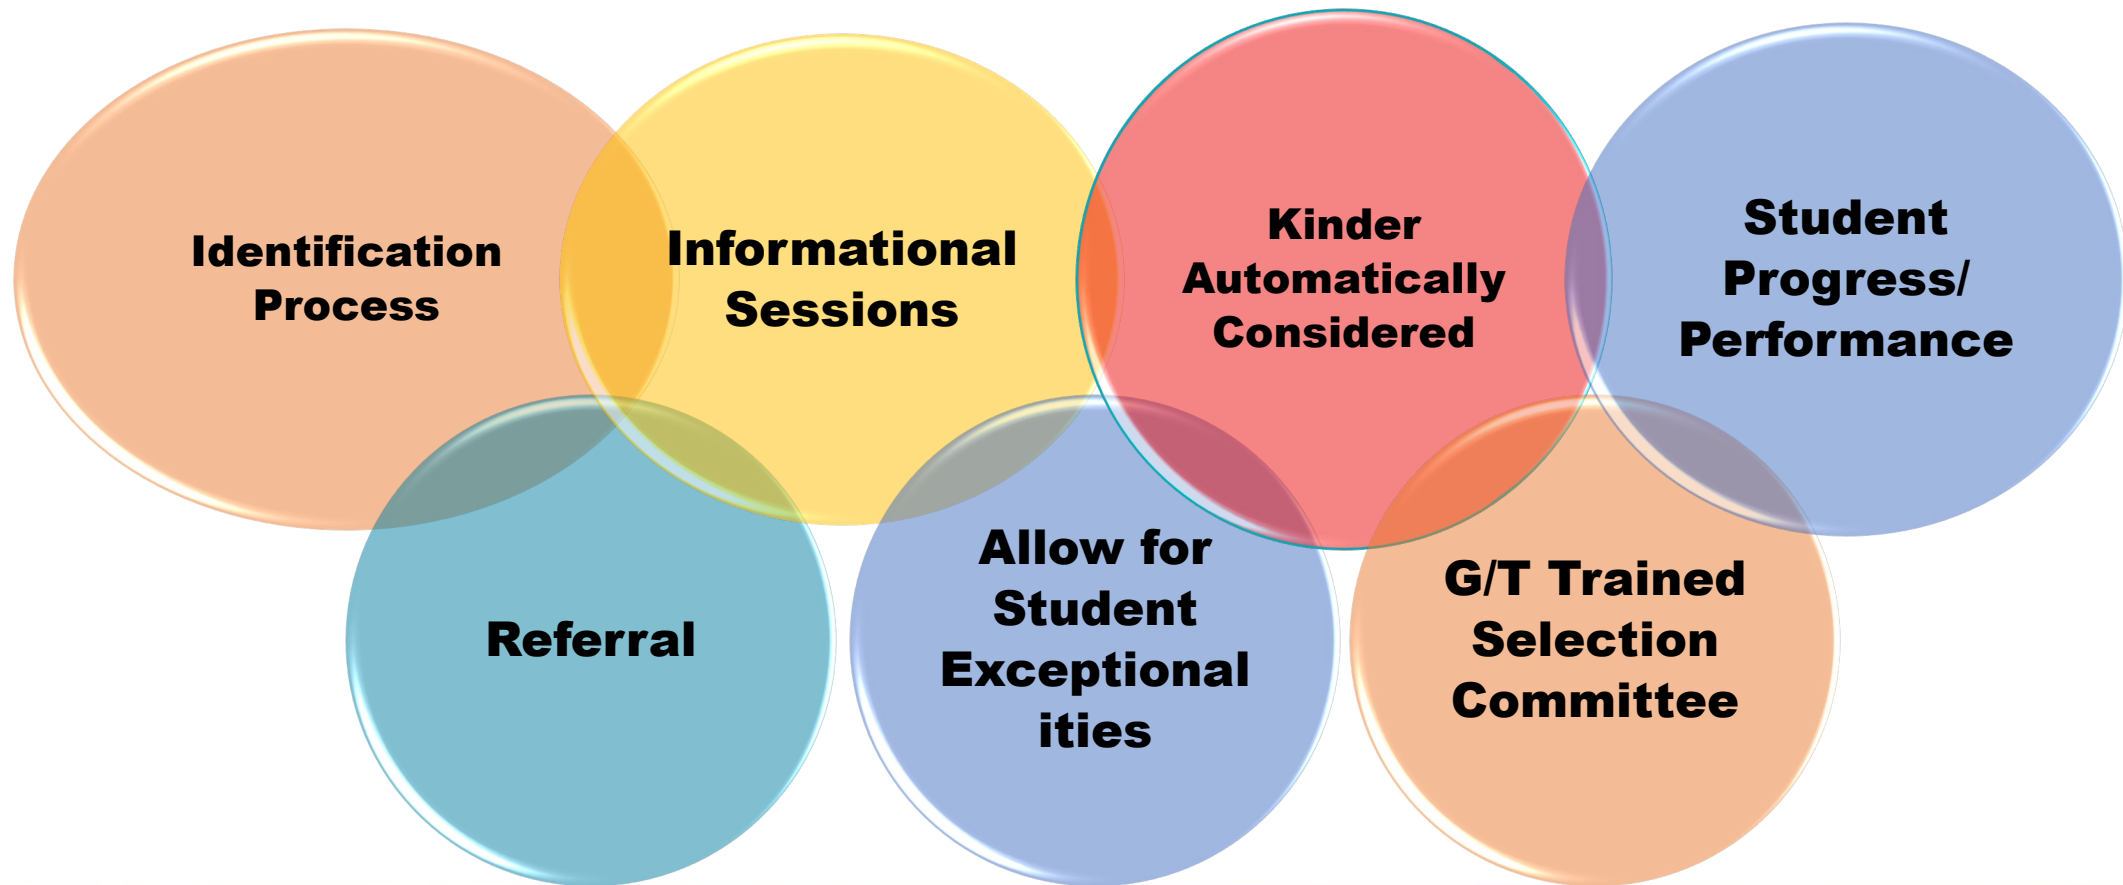 Identification
Process
Informational
Sessions
Kinder
Automatically
Considered
Student
Progress/
Performance
Referral
Allow for
Student
Exceptional
ities
G/T Trained
Selection
Committee